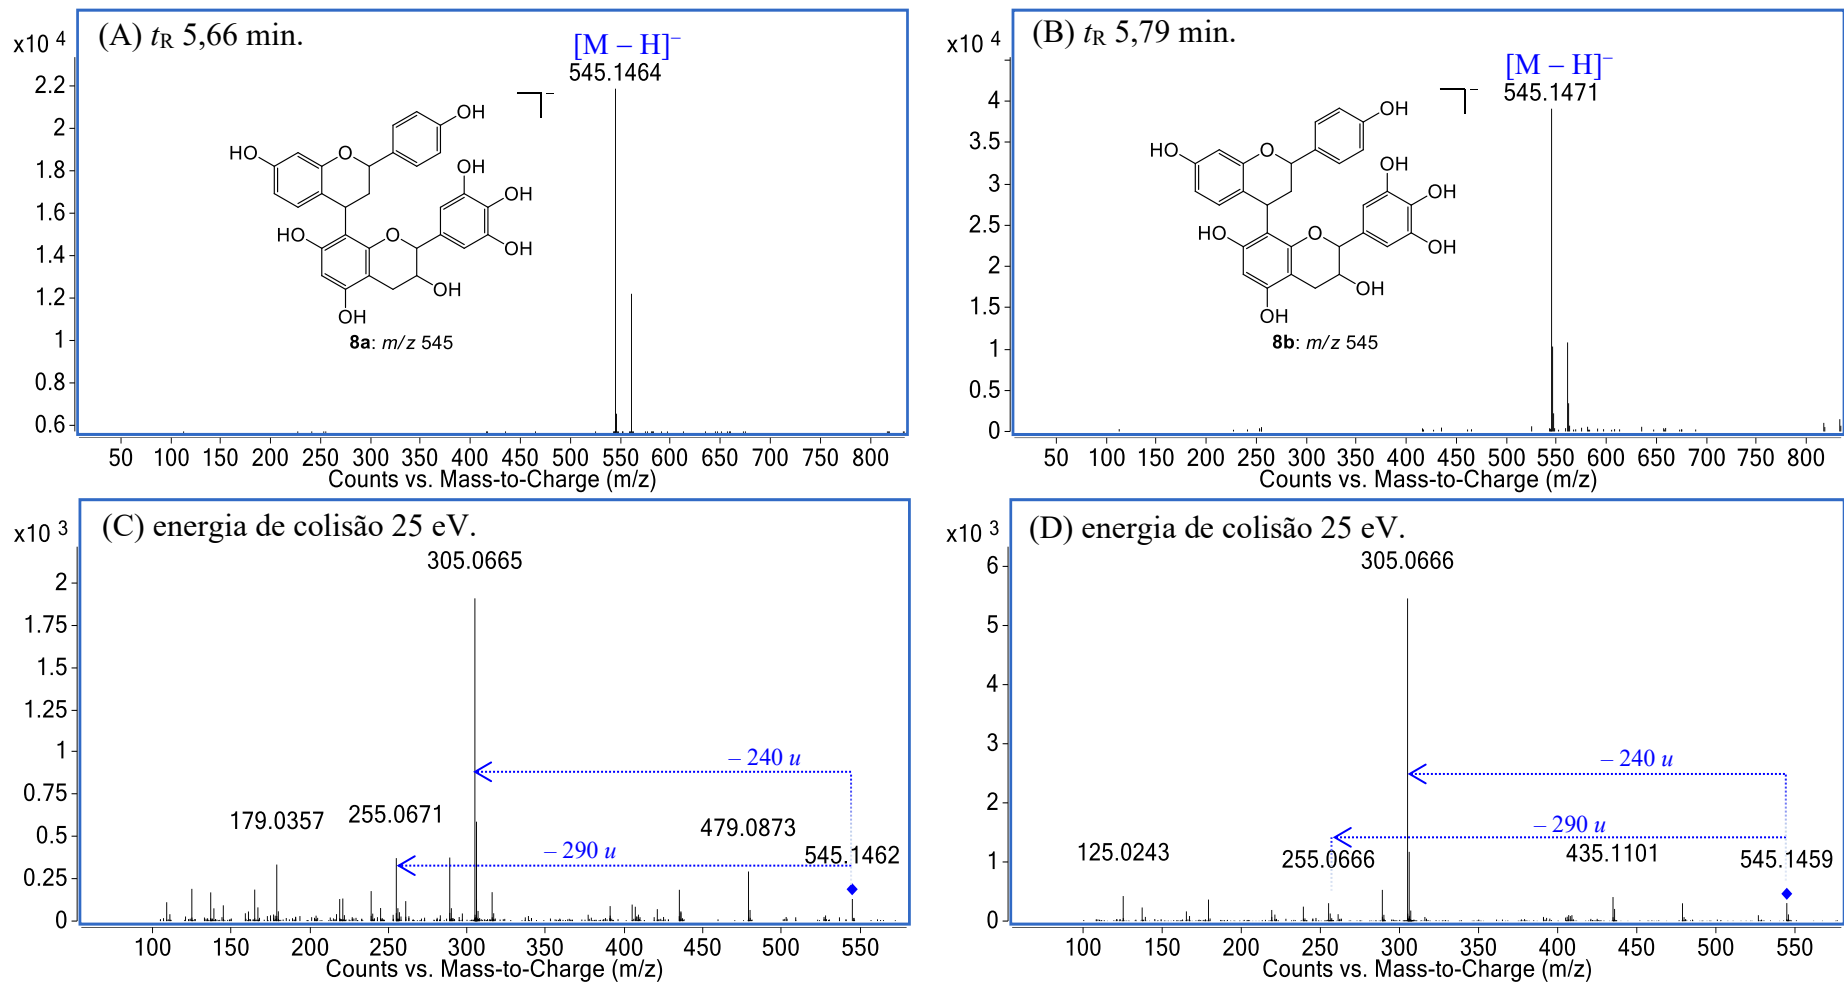 (A) tR 5,66 min.
x10 4
[M – H]–
545.1464
2.2
2
1.8
1.6
1.4
1.2
1
0.8
0.6
OH
HO
O
OH
OH
HO
O
OH
OH
OH
8a: m/z 545
50 100 150 200 250 300 350 400 450 500 550 600 650 700 750 800
Counts vs. Mass-to-Charge (m/z)
(B) tR 5,79 min.
x10 4
[M – H]–
545.1471
4
3.5
3
2.5
2
1.5
1
0.5
0
OH
HO
O
OH
OH
HO
O
OH
OH
OH
8b: m/z 545
50 100 150 200 250 300 350 400 450 500 550 600 650 700 750 800
Counts vs. Mass-to-Charge (m/z)
(C) energia de colisão 25 eV.
x10 3
305.0665
2
1.75
1.5
1.25
1
0.75
0.5
0.25
0
– 240 u
179.0357
255.0671
479.0873
– 290 u
545.1462
100 150 200 250 300 350 400 450 500 550
Counts vs. Mass-to-Charge (m/z)
(D) energia de colisão 25 eV.
x10 3
305.0666
6
5
4
3
2
1
0
– 240 u
– 290 u
125.0243
255.0666
435.1101
545.1459
100 150 200 250 300 350 400 450 500 550
Counts vs. Mass-to-Charge (m/z)